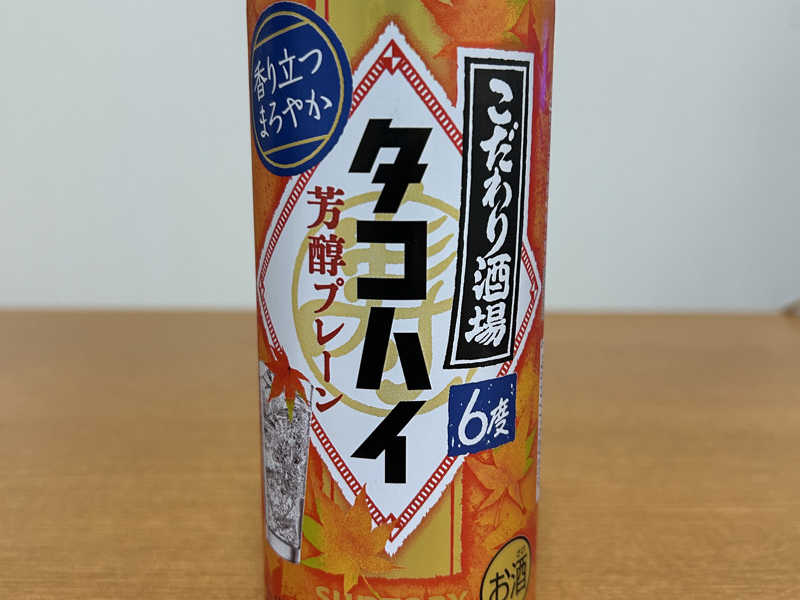 香り立つ
まろやか
こだわり酒場
タコハイ
芳醇プレーン
6度
お酒
SUNTORY